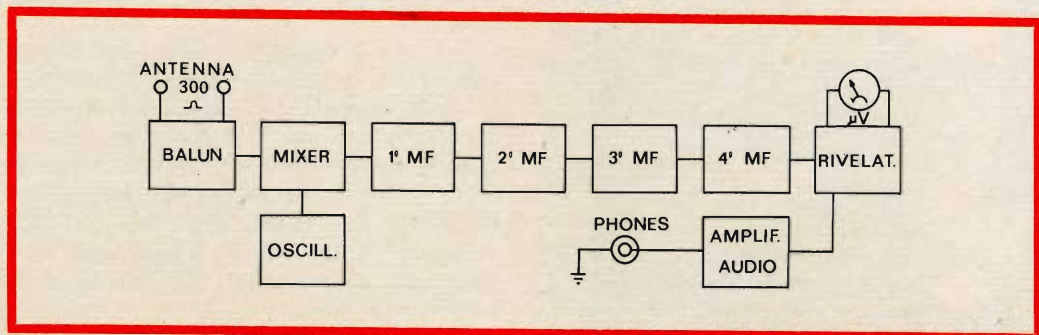 ANTENNA
300
Ω
BALUN
MIXER
1° MF
2° MF
3° MF
4° MF
μV
RIVELAT.
OSCILL.
PHONES
AMPLIF.
AUDIO